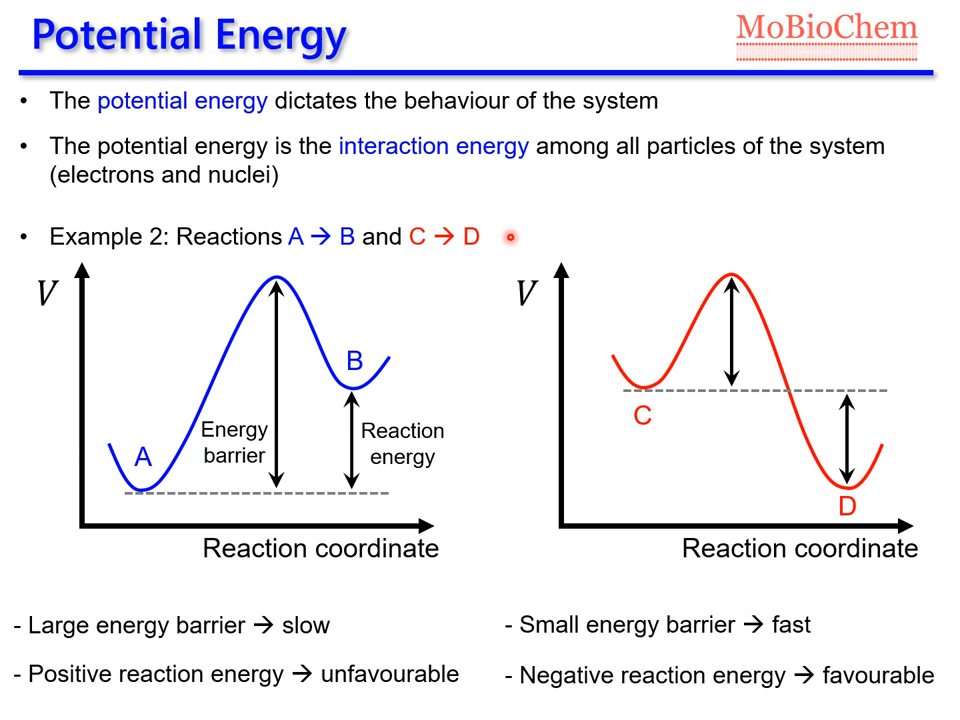 Potential Energy
MoBioChem
• The potential energy dictates the behaviour of the system
• The potential energy is the interaction energy among all particles of the system
(electrons and nuclei)
• Example 2: Reactions A → B and C → D
V
A
Energy
barrier
B
Reaction
energy
Reaction coordinate
V
C
D
Reaction coordinate
- Large energy barrier → slow
- Positive reaction energy → unfavourable
- Small energy barrier → fast
- Negative reaction energy → favourable